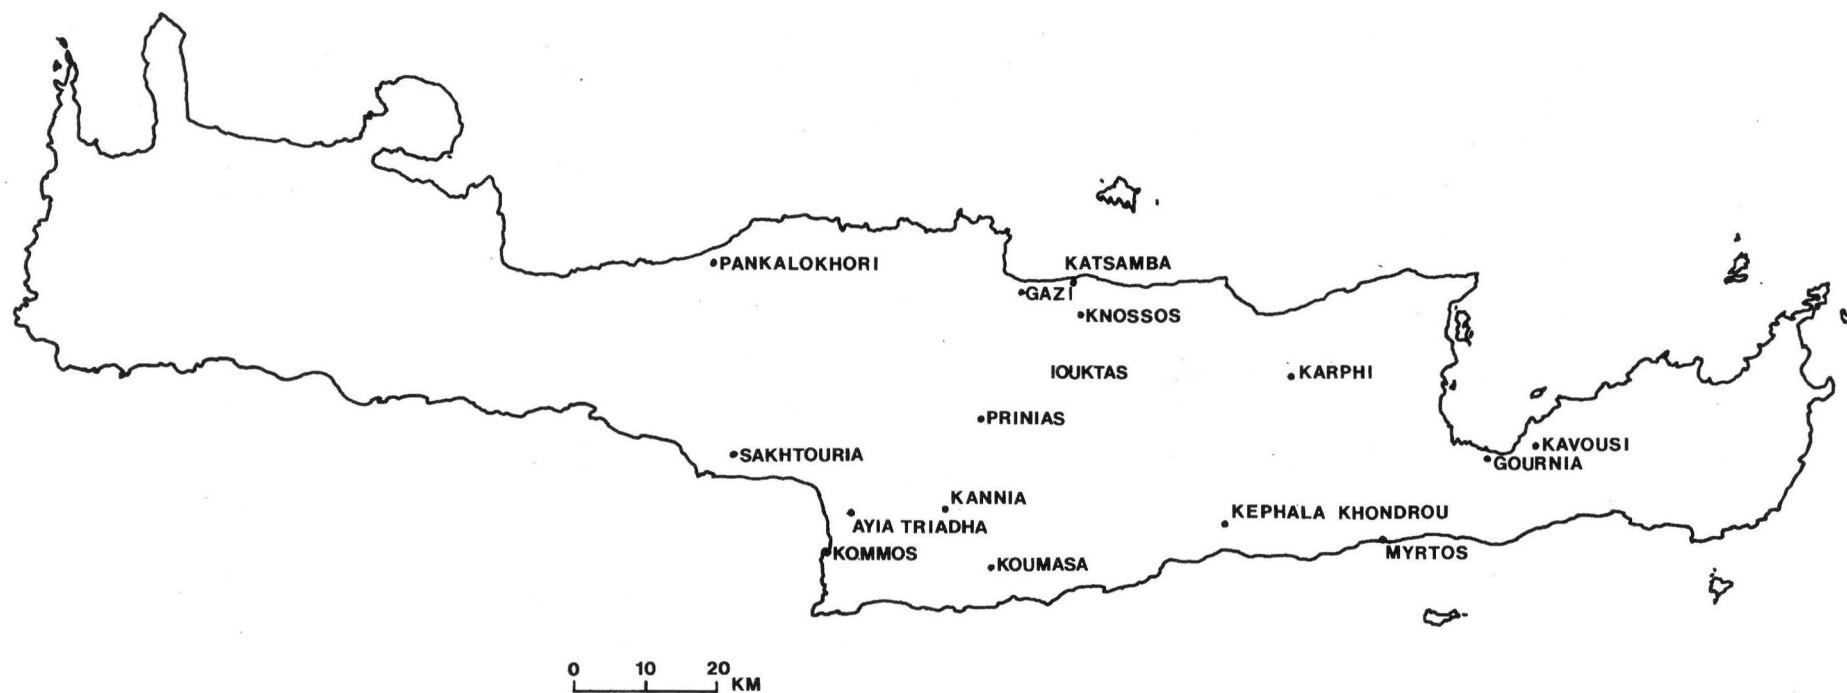 KATSAMBA
PANKALOKHORI
GAZI
KNOSSOS
IOUKTAS
KARPHI
PRINIAS
KAVOUSI
SAKHTOURIA
GOURNIA
KANNIA
KEPHALA KHONDROU
AYIA TRIADHA
KOMMOS
MYRTOS
KOUMASA
0 10 20
KM